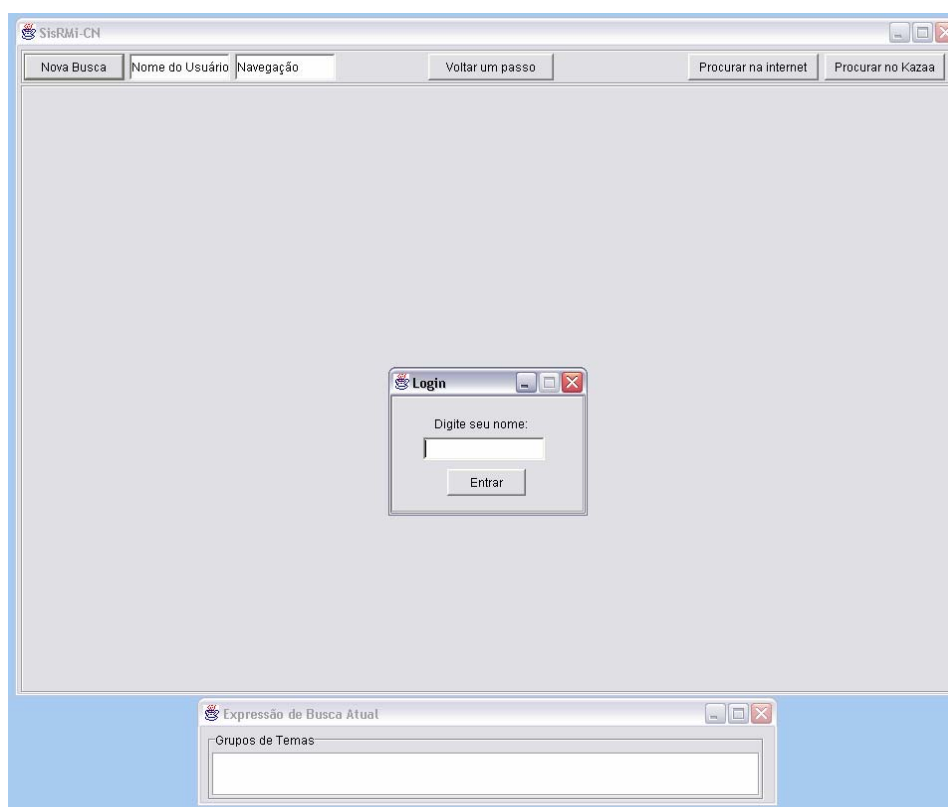 SisRMi-CN
Nova Busca Nome do Usuário Navegação Voltar um passo Procurar na internet Procurar no Kazaa
Login
Digite seu nome:
Entrar
Expressão de Busca Atual
Grupos de Temas